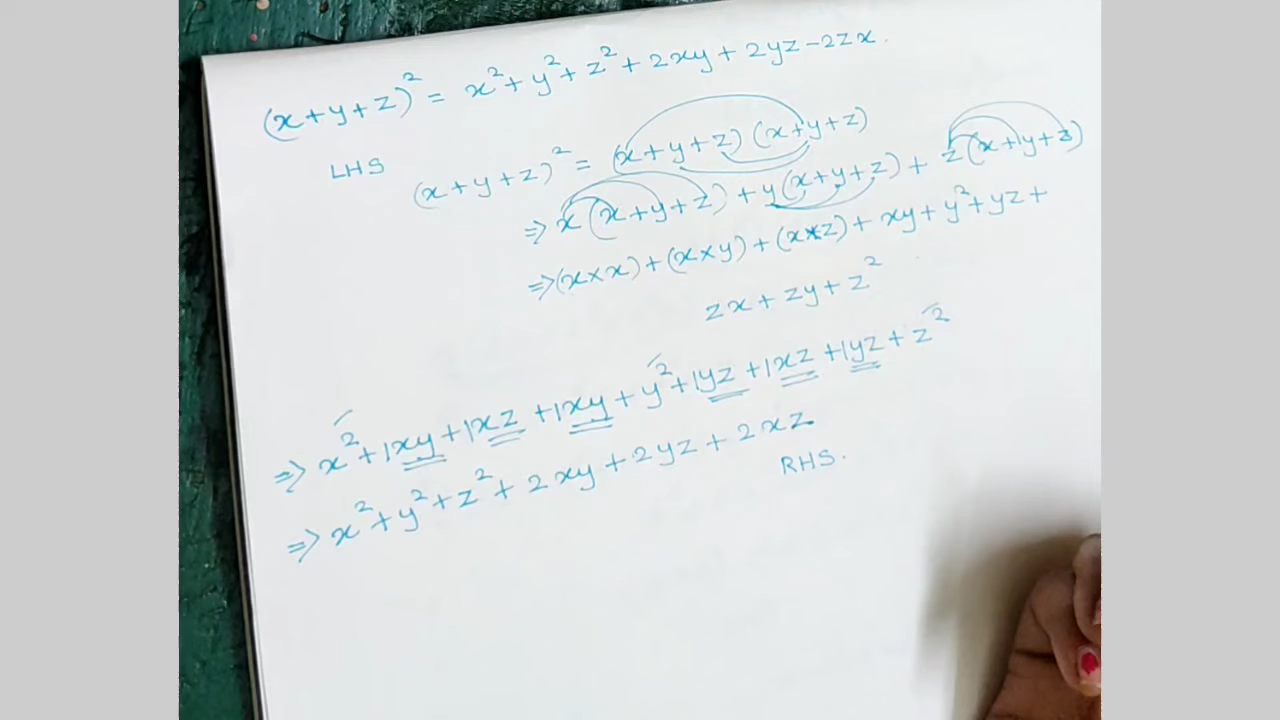 (x+y+z)² = x²+y²+z²+2xy+2yz-2zx.
LHS (x+y+z)² = (x+y+z)(x+y+z)
⇒ x(x+y+z)+y(x+y+z)+z(x+y+z)
⇒(x×x)+(x×y)+(x*z)+xy+y²+yz+
zx+zy+z²
⇒ x²+1xy+1xz+1xy+y²+1yz+1xz+1yz+z²
⇒ x²+y²+z²+2xy+2yz+2xz
RHS.